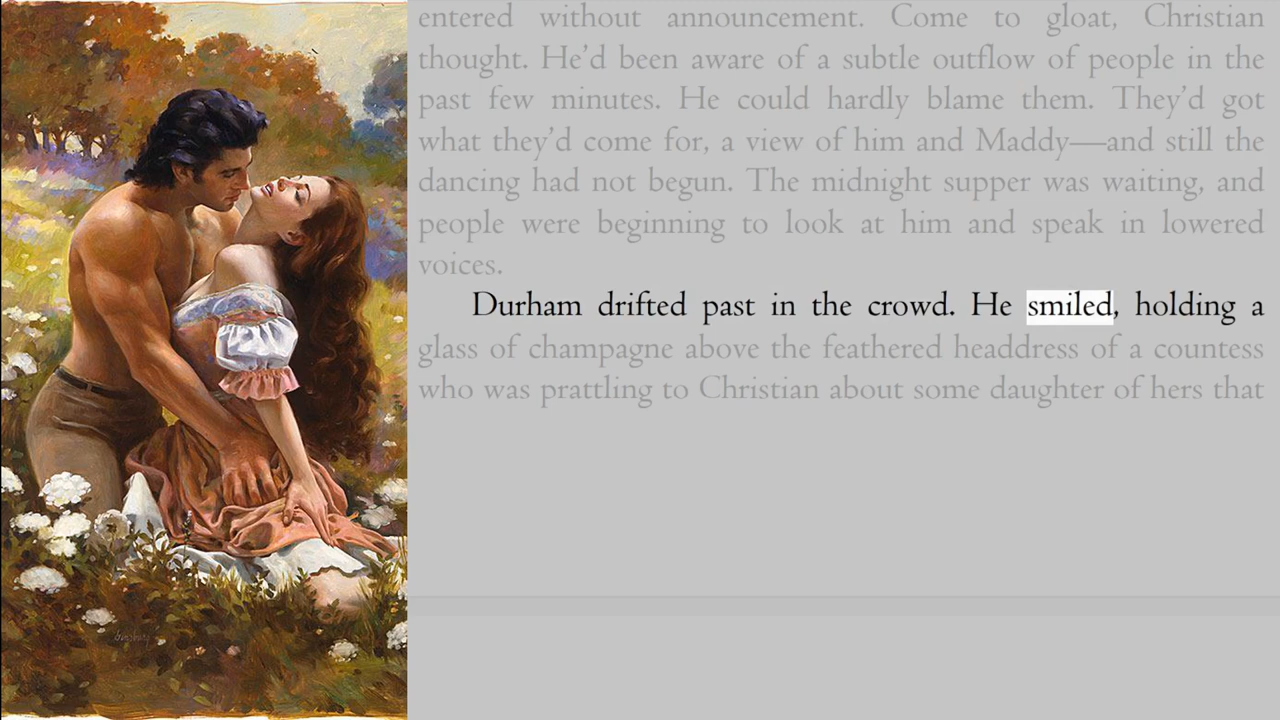 entered without announcement. Come to gloat, Christian
thought. He’d been aware of a subtle outflow of people in the
past few minutes. He could hardly blame them. They’d got
what they’d come for, a view of him and Maddy—and still the
dancing had not begun. The midnight supper was waiting, and
people were beginning to look at him and speak in lowered
voices.
Durham drifted past in the crowd. He smiled, holding a
glass of champagne above the feathered headdress of a countess
who was prattling to Christian about some daughter of hers that